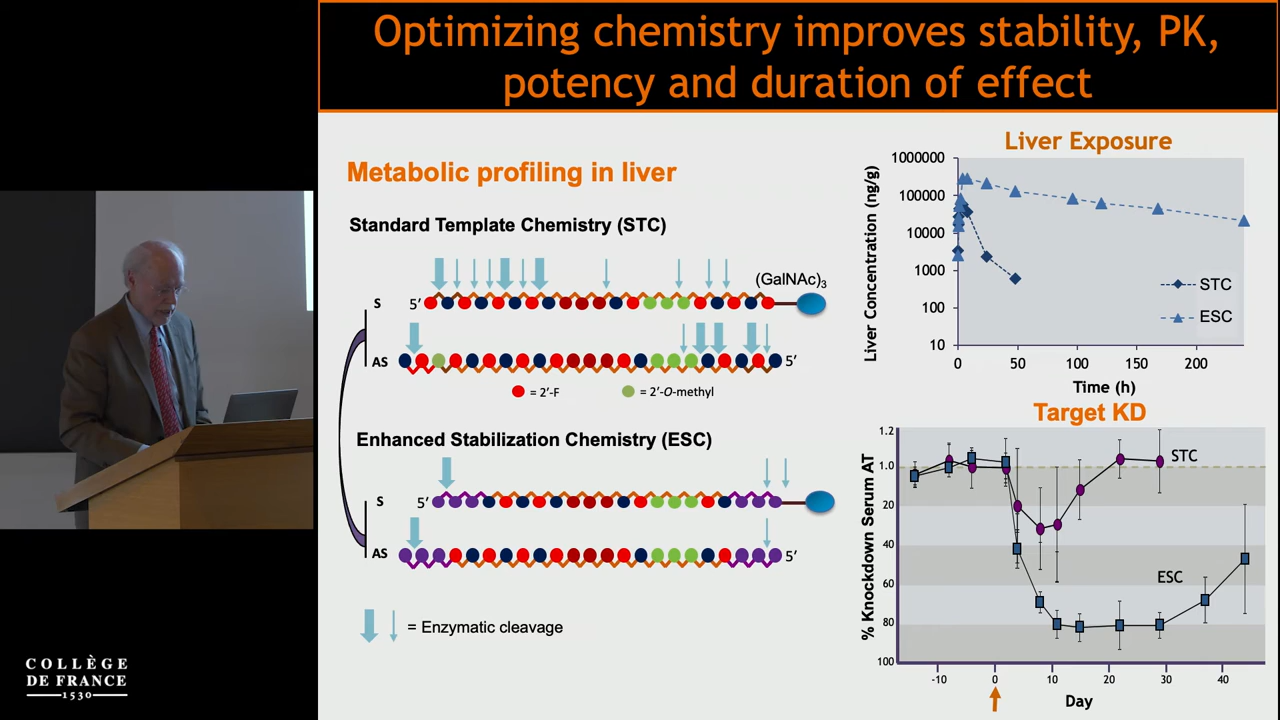 Optimizing chemistry improves stability, PK,
potency and duration of effect
Metabolic profiling in liver
Standard Template Chemistry (STC)
(GalNAc)3
S 5′
AS 5′
= 2′-F = 2′-O-methyl
Enhanced Stabilization Chemistry (ESC)
S 5′
AS 5′
= Enzymatic cleavage
Liver Exposure
Liver Concentration (ng/g)
1000000
100000
10000
1000
100
10
STC
ESC
0 50 100 150 200
Time (h)
Target KD
% Knockdown Serum AT
1.2
1.0
20
40
60
80
100
STC
ESC
-10 0 10 20 30 40
Day
COLLÈGE
DE FRANCE
1530